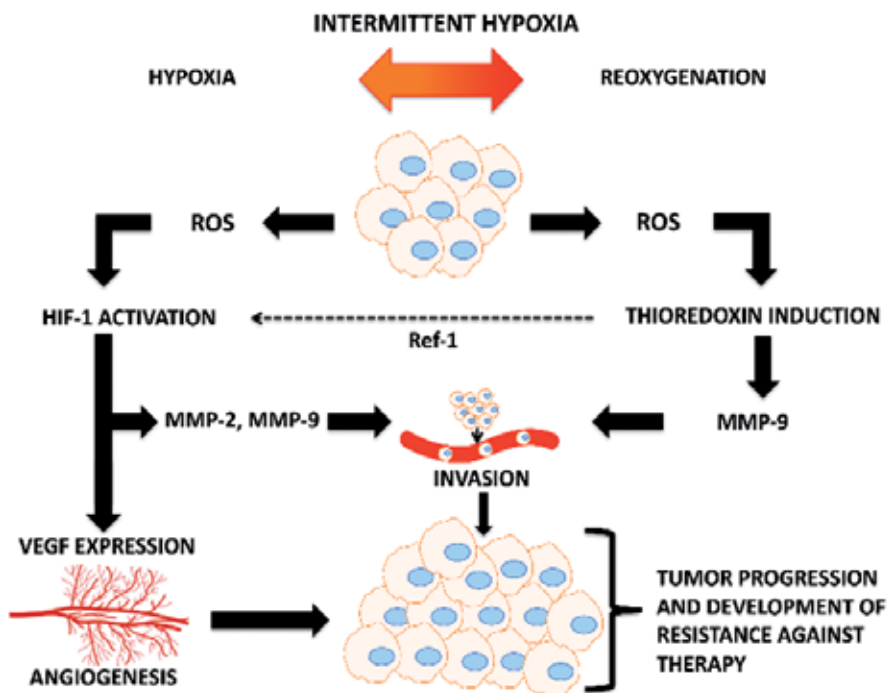 INTERMITTENT HYPOXIA
HYPOXIA
REOXYGENATION
ROS
ROS
HIF-1 ACTIVATION
THIOREDOXIN INDUCTION
Ref-1
MMP-2, MMP-9
MMP-9
INVASION
VEGF EXPRESSION
ANGIOGENESIS
TUMOR PROGRESSION
AND DEVELOPMENT OF
RESISTANCE AGAINST
THERAPY